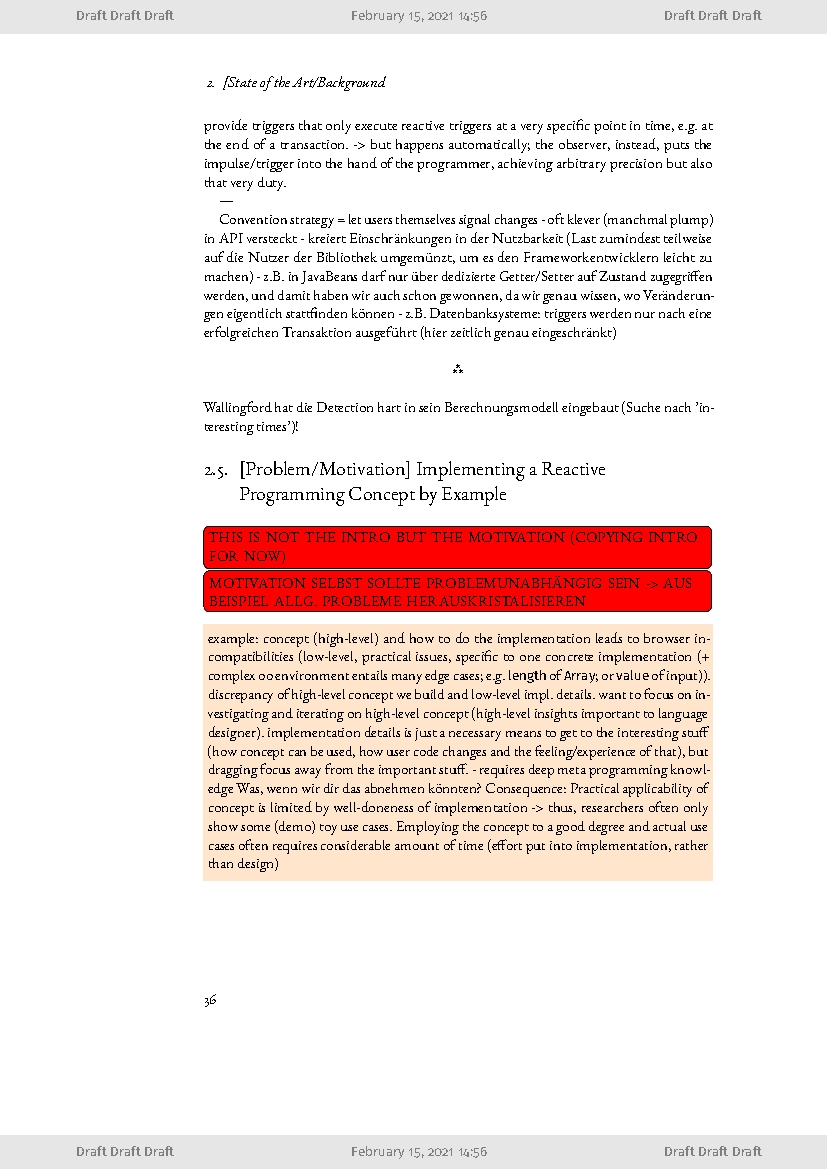 Draft Draft Draft February 15, 2021 14:56 Draft Draft Draft
2. [State of the Art/Background
provide triggers that only execute reactive triggers at a very specific point in time, e.g. at
the end of a transaction. -> but happens automatically; the observer, instead, puts the
impulse/trigger into the hand of the programmer, achieving arbitrary precision but also
that very duty.
—
Convention strategy = let users themselves signal changes - oft klever (manchmal plump)
in API versteckt - kreiert Einschränkungen in der Nutzbarkeit (Last zumindest teilweise
auf die Nutzer der Bibliothek umgemünzt, um es den Frameworkentwicklern leicht zu
machen) - z.B. in JavaBeans darf nur über dedizierte Getter/Setter auf Zustand zugegriffen
werden, und damit haben wir auch schon gewonnen, da wir genau wissen, wo Veränderun-
gen eigentlich stattfinden können - z.B. Datenbanksysteme: triggers werden nur nach eine
erfolgreichen Transaktion ausgeführt (hier zeitlich genau eingeschränkt)
⁂
Wallingford hat die Detection hart in sein Berechnungsmodell eingebaut (Suche nach 'in-
teresting times')!
2.5. [Problem/Motivation] Implementing a Reactive
Programming Concept by Example
THIS IS NOT THE INTRO BUT THE MOTIVATION (COPYING INTRO
FOR NOW)
MOTIVATION SELBST SOLLTE PROBLEMUNABHÄNGIG SEIN -> AUS
BEISPIEL ALLG. PROBLEME HERAUSKRISTALISIEREN
example: concept (high-level) and how to do the implementation leads to browser in-
compatibilities (low-level, practical issues, specific to one concrete implementation (+
complex oo environment entails many edge cases; e.g. length of Array; or value of input)).
discrepancy of high-level concept we build and low-level impl. details. want to focus on in-
vestigating and iterating on high-level concept (high-level insights important to language
designer). implementation details is just a necessary means to get to the interesting stuff
(how concept can be used, how user code changes and the feeling/experience of that), but
dragging focus away from the important stuff. - requires deep meta programming knowl-
edge Was, wenn wir dir das abnehmen könnten? Consequence: Practical applicability of
concept is limited by well-doneness of implementation -> thus, researchers often only
show some (demo) toy use cases. Employing the concept to a good degree and actual use
cases often requires considerable amount of time (effort put into implementation, rather
than design)
36
Draft Draft Draft February 15, 2021 14:56 Draft Draft Draft